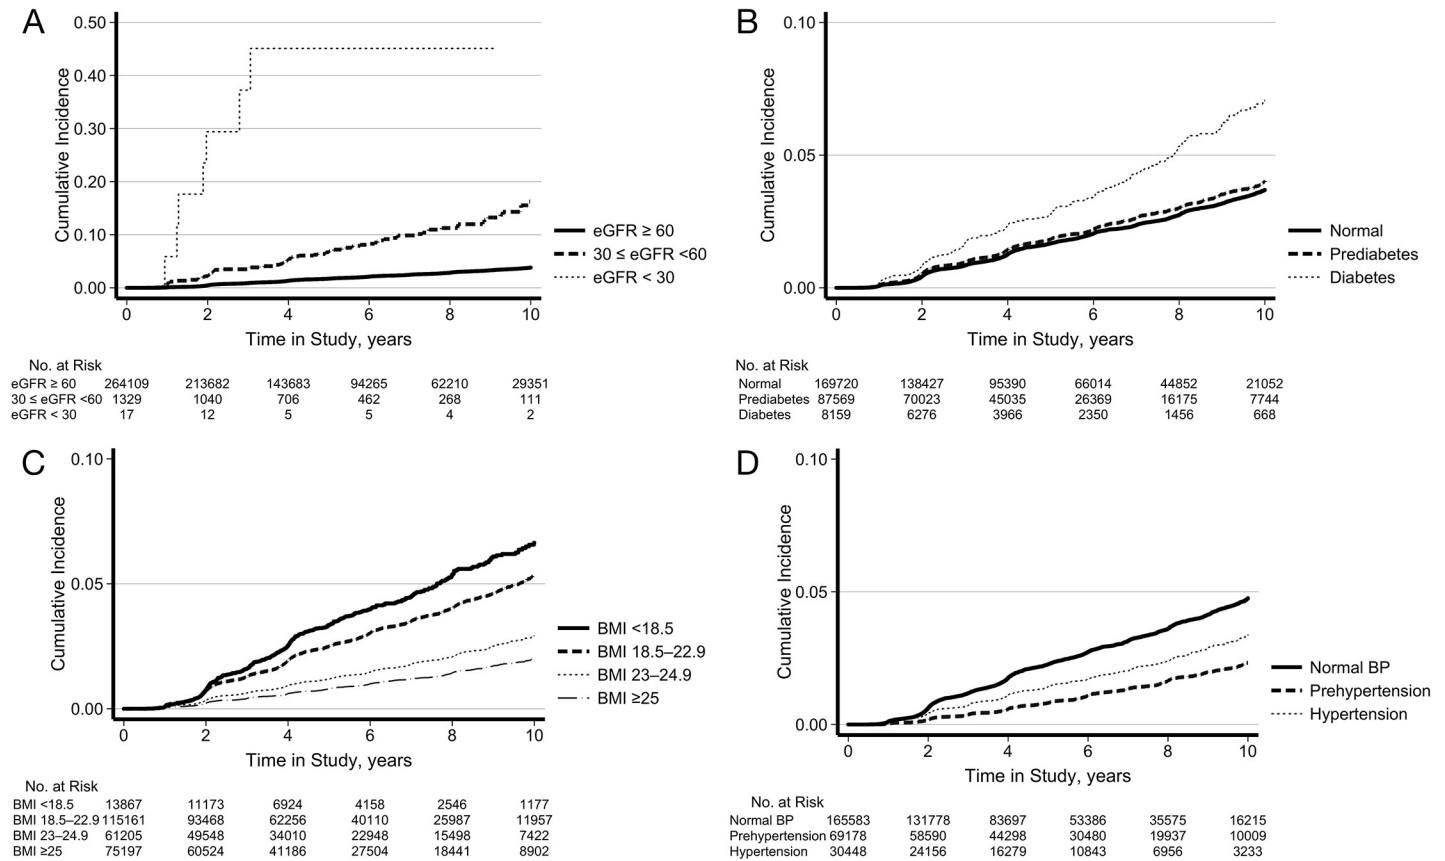 A
0.50
0.40
0.30
0.20
0.10
0.00
Cumulative Incidence
0 2 4 6 8 10
Time in Study, years
eGFR ≥ 60
30 ≤ eGFR <60
eGFR < 30
No. at Risk
eGFR ≥ 60 264109 213682 143683 94265 62210 29351
30 ≤ eGFR <60 1329 1040 706 462 268 111
eGFR < 30 17 12 5 5 4 2
B
0.10
0.05
0.00
Cumulative Incidence
0 2 4 6 8 10
Time in Study, years
Normal
Prediabetes
Diabetes
No. at Risk
Normal 169720 138427 95390 66014 44852 21052
Prediabetes 87569 70023 45035 26369 16175 7744
Diabetes 8159 6276 3966 2350 1456 668
C
0.10
0.05
0.00
Cumulative Incidence
0 2 4 6 8 10
Time in Study, years
BMI <18.5
BMI 18.5–22.9
BMI 23–24.9
BMI ≥25
No. at Risk
BMI <18.5 13867 11173 6924 4158 2546 1177
BMI 18.5–22.9 115161 93468 62256 40110 25987 11957
BMI 23–24.9 61205 49548 34010 22948 15498 7422
BMI ≥25 75197 60524 41186 27504 18441 8902
D
0.10
0.05
0.00
Cumulative Incidence
0 2 4 6 8 10
Time in Study, years
Normal BP
Prehypertension
Hypertension
No. at Risk
Normal BP 165583 131778 83697 53386 35575 16215
Prehypertension 69178 58590 44298 30480 19937 10009
Hypertension 30448 24156 16279 10843 6956 3233